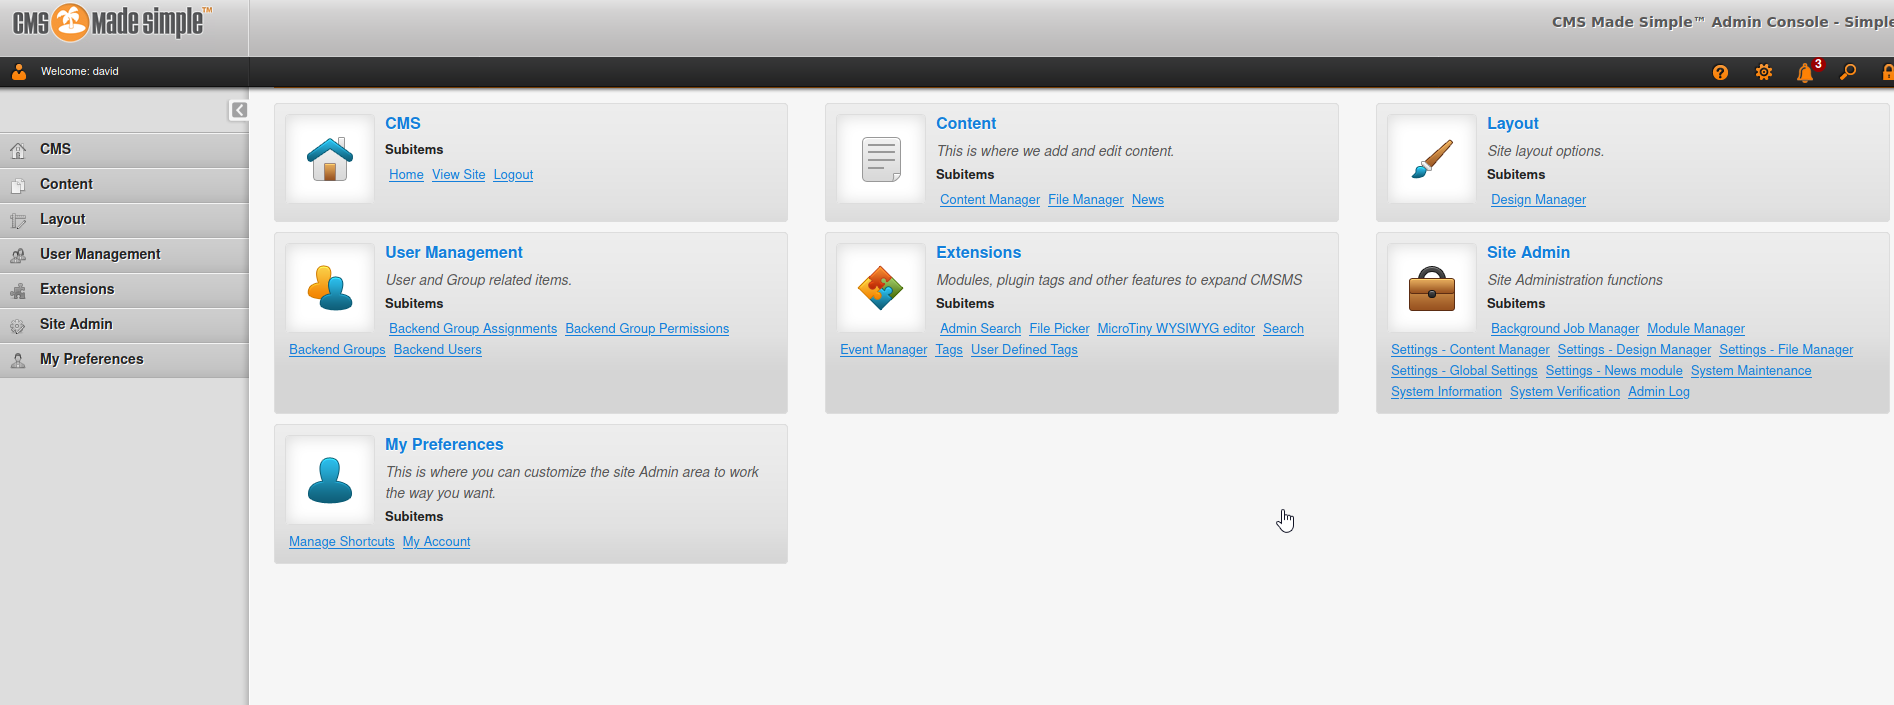 CMS Made Simple™
CMS Made Simple™ Admin Console - Simple
Welcome: david
3
CMS
Content
Layout
User Management
Extensions
Site Admin
My Preferences
CMS
Subitems
Home View Site Logout
Content
This is where we add and edit content.
Subitems
Content Manager File Manager News
Layout
Site layout options.
Subitems
Design Manager
User Management
User and Group related items.
Subitems
Backend Group Assignments Backend Group Permissions
Backend Groups Backend Users
Extensions
Modules, plugin tags and other features to expand CMSMS
Subitems
Admin Search File Picker MicroTiny WYSIWYG editor Search
Event Manager Tags User Defined Tags
Site Admin
Site Administration functions
Subitems
Background Job Manager Module Manager
Settings - Content Manager Settings - Design Manager Settings - File Manager
Settings - Global Settings Settings - News module System Maintenance
System Information System Verification Admin Log
My Preferences
This is where you can customize the site Admin area to work
the way you want.
Subitems
Manage Shortcuts My Account